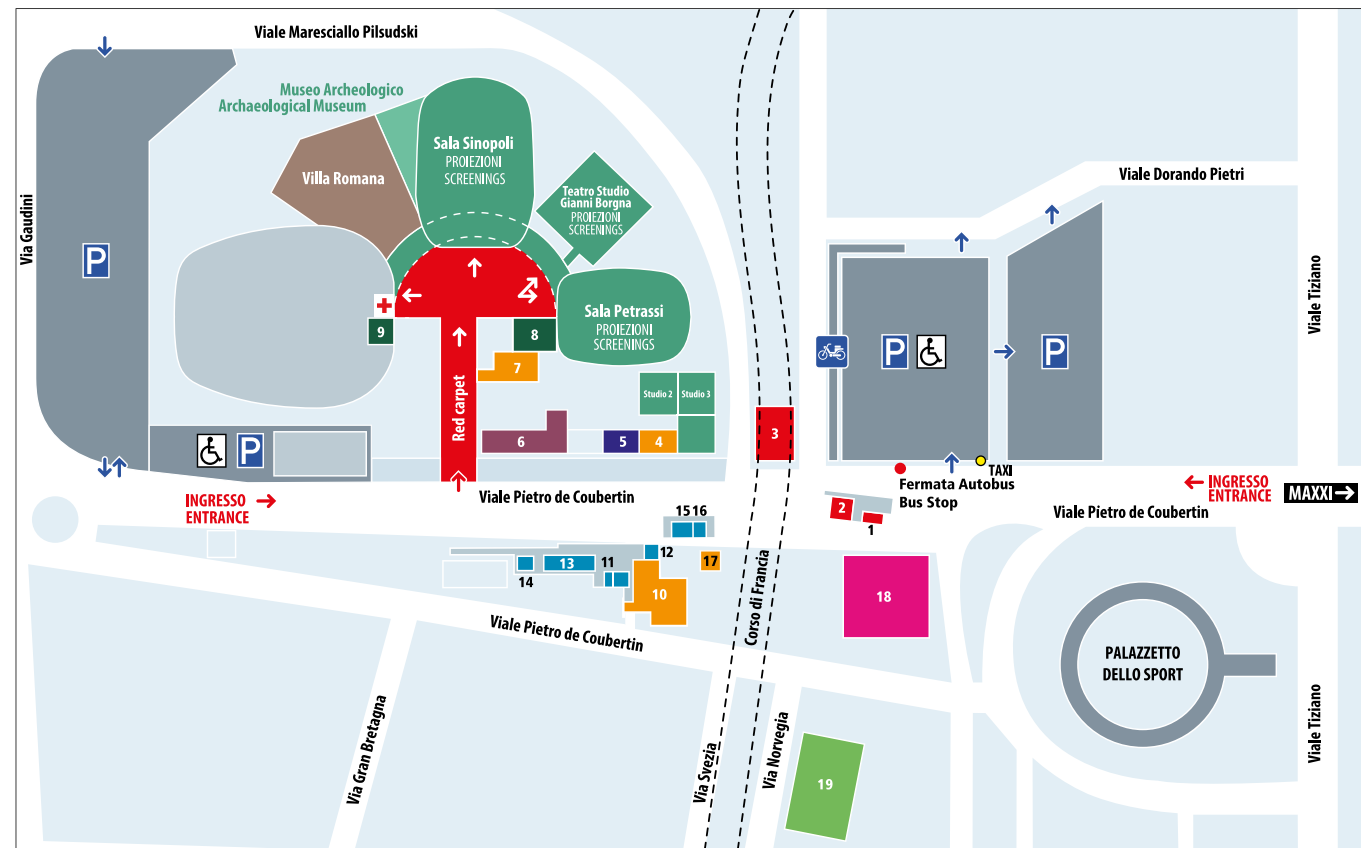 Viale Maresciallo Pilsudski
Museo Archeologico
Archaeological Museum
Sala Sinopoli
PROIEZIONI
SCREENINGS
Villa Romana
Teatro Studio
Gianni Borgna
PROIEZIONI
SCREENINGS
Viale Dorando Pietri
Via Gaudini
P
Viale Tiziano
Sala Petrassi
PROIEZIONI
SCREENINGS
9
8
7
P
P
Red carpet
Studio 2
Studio 3
6
5
4
3
P
TAXI
Fermata Autobus
Bus Stop
INGRESSO
ENTRANCE
Viale Pietro de Coubertin
INGRESSO
ENTRANCE
MAXXI
Viale Pietro de Coubertin
2
1
15 16
12
11
13
14
17
10
18
Corso di Francia
Viale Pietro de Coubertin
PALAZZETTO
DELLO SPORT
Via Gran Bretagna
Via Svezia
Via Norvegia
19
Viale Tiziano